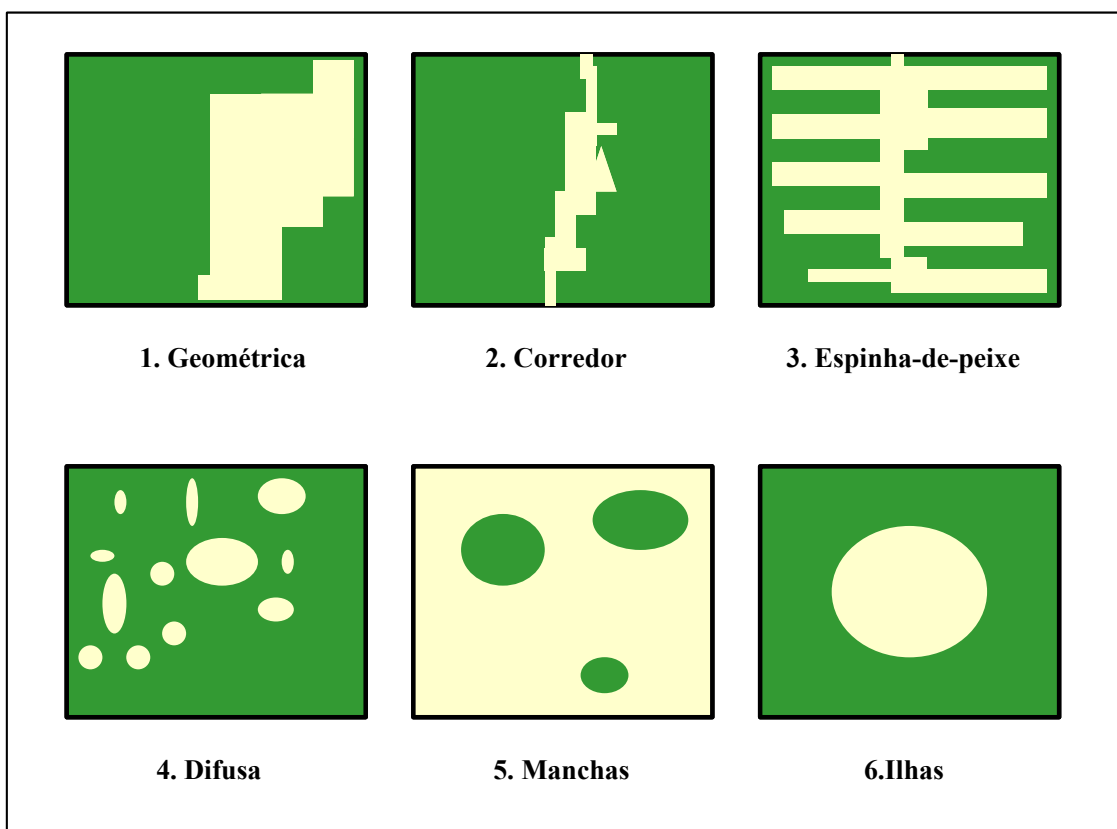 1. Geométrica
2. Corredor
3. Espinha-de-peixe
4. Difusa
5. Manchas
6.Ilhas